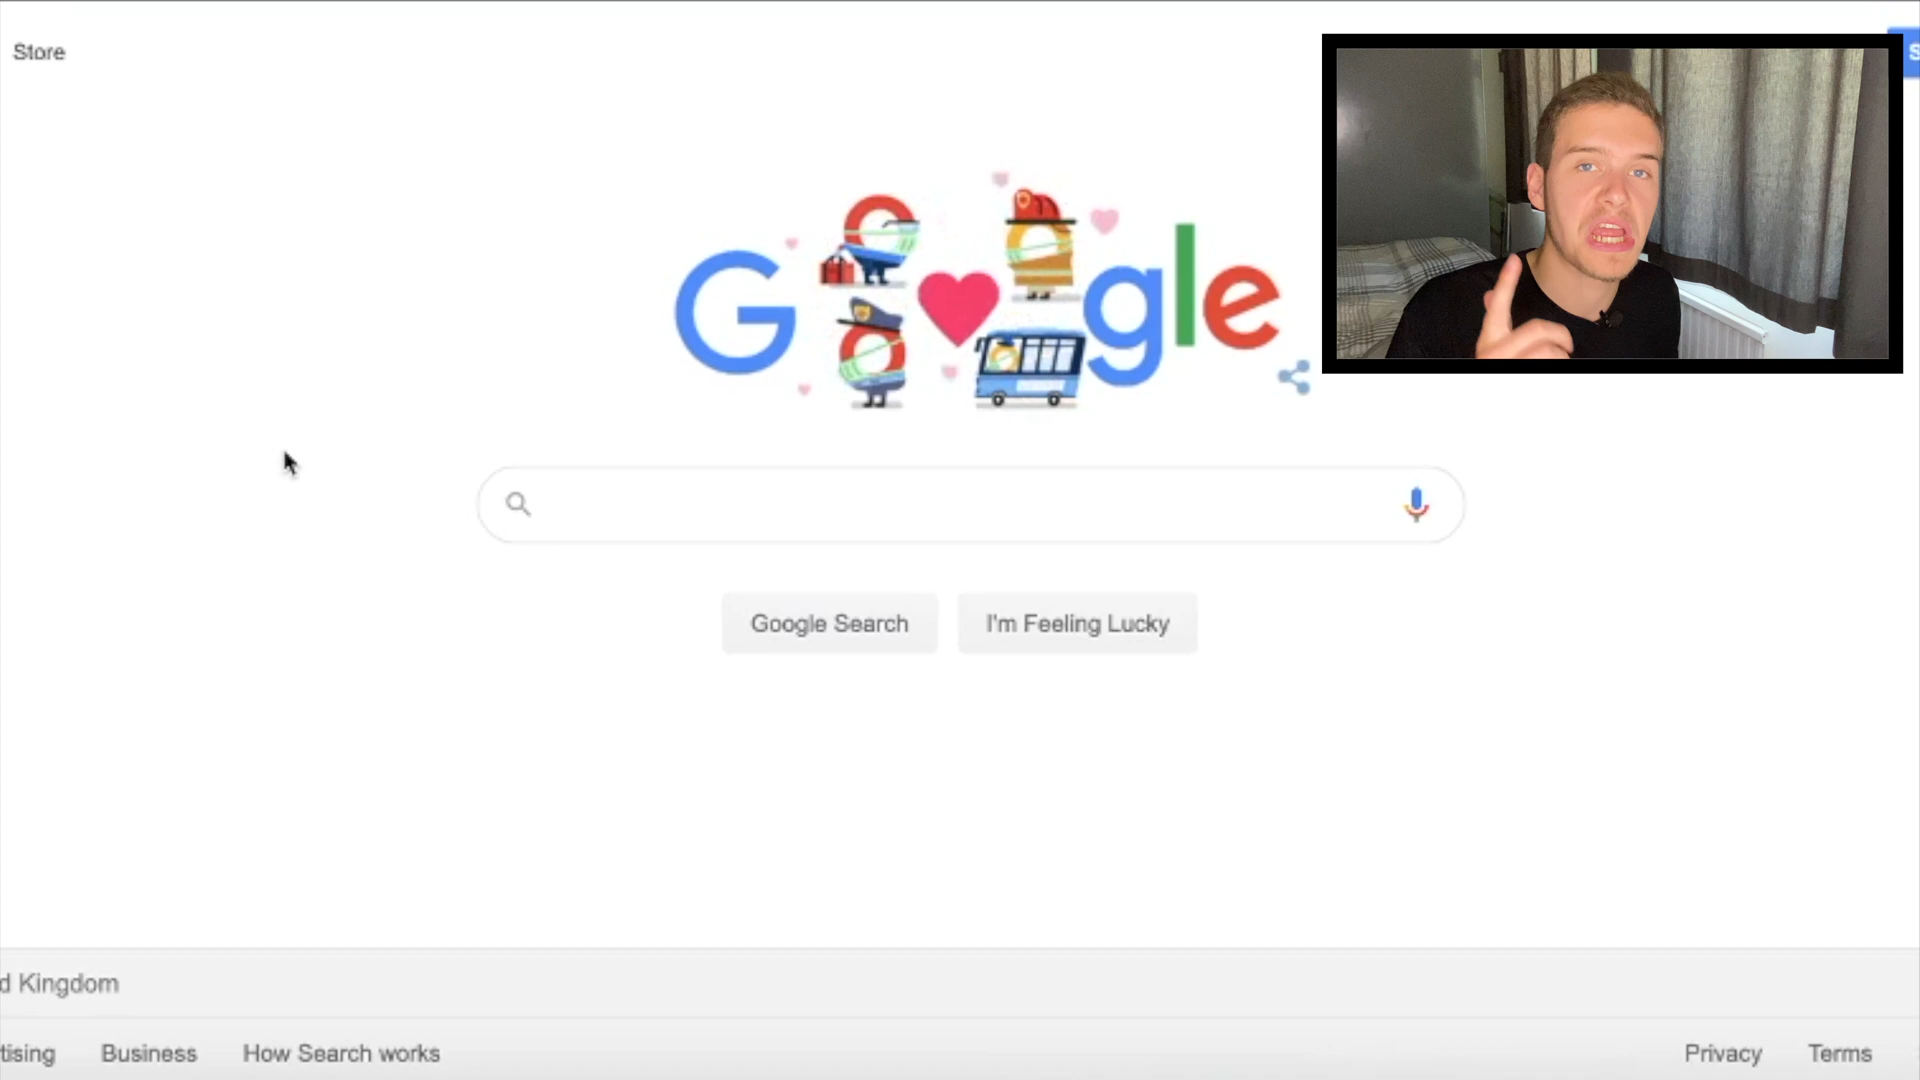 Store
S
Google
Google Search
I'm Feeling Lucky
d Kingdom
tising
Business
How Search works
Privacy
Terms